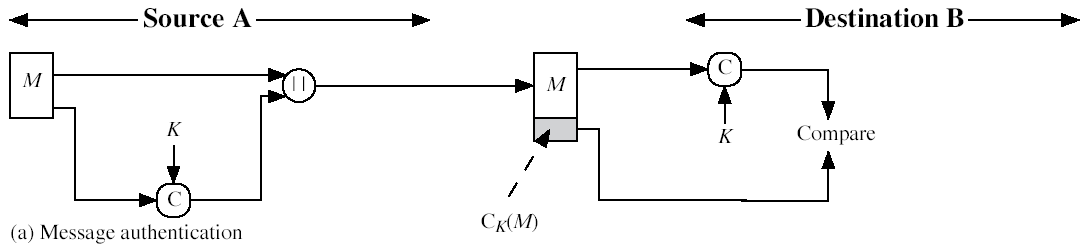 Source A
Destination B
M
||
M
C
K
K
Compare
C
C_K(M)
(a) Message authentication